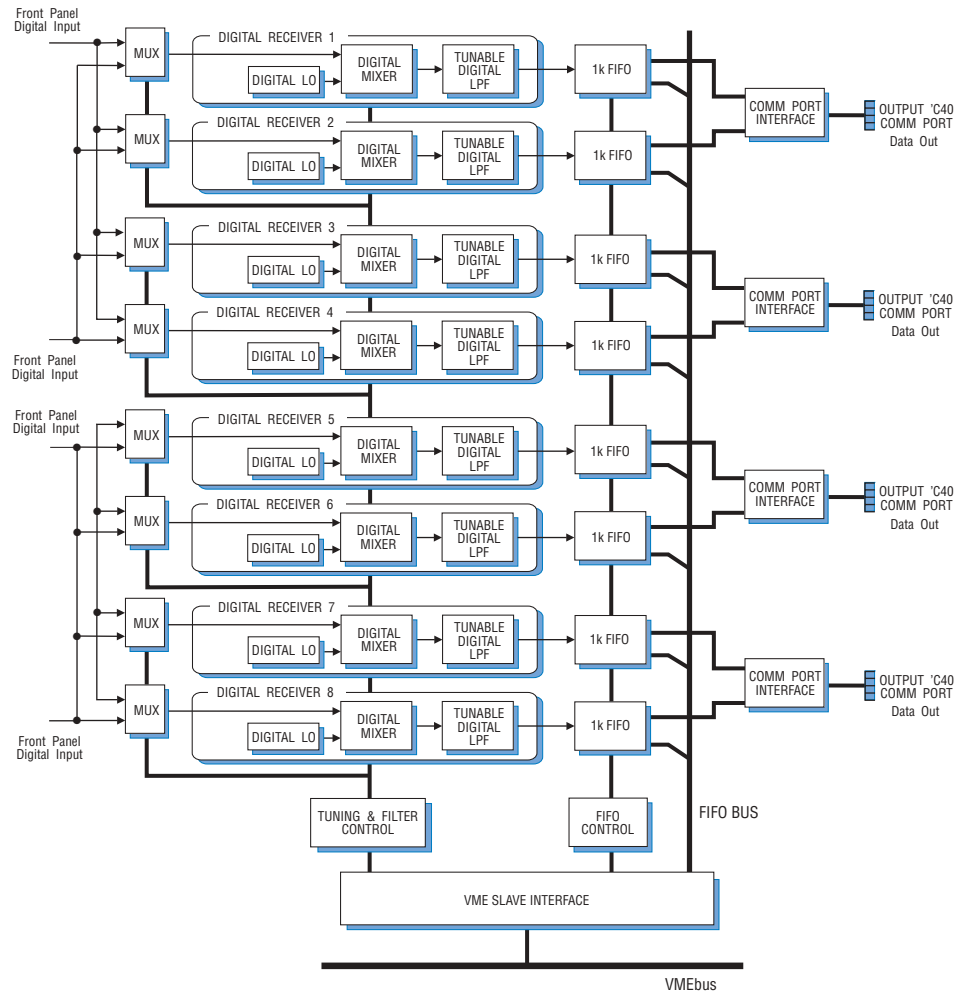 Front Panel
Digital Input
MUX
DIGITAL RECEIVER 1
DIGITAL LO
DIGITAL
MIXER
TUNABLE
DIGITAL
LPF
1k FIFO
MUX
DIGITAL RECEIVER 2
DIGITAL LO
DIGITAL
MIXER
TUNABLE
DIGITAL
LPF
1k FIFO
COMM PORT
INTERFACE
OUTPUT 'C40
COMM PORT
Data Out
MUX
DIGITAL RECEIVER 3
DIGITAL LO
DIGITAL
MIXER
TUNABLE
DIGITAL
LPF
1k FIFO
MUX
DIGITAL RECEIVER 4
DIGITAL LO
DIGITAL
MIXER
TUNABLE
DIGITAL
LPF
1k FIFO
COMM PORT
INTERFACE
OUTPUT 'C40
COMM PORT
Data Out
Front Panel
Digital Input
Front Panel
Digital Input
MUX
DIGITAL RECEIVER 5
DIGITAL LO
DIGITAL
MIXER
TUNABLE
DIGITAL
LPF
1k FIFO
MUX
DIGITAL RECEIVER 6
DIGITAL LO
DIGITAL
MIXER
TUNABLE
DIGITAL
LPF
1k FIFO
COMM PORT
INTERFACE
OUTPUT 'C40
COMM PORT
Data Out
MUX
DIGITAL RECEIVER 7
DIGITAL LO
DIGITAL
MIXER
TUNABLE
DIGITAL
LPF
1k FIFO
MUX
DIGITAL RECEIVER 8
DIGITAL LO
DIGITAL
MIXER
TUNABLE
DIGITAL
LPF
1k FIFO
COMM PORT
INTERFACE
OUTPUT 'C40
COMM PORT
Data Out
Front Panel
Digital Input
TUNING & FILTER
CONTROL
FIFO
CONTROL
FIFO BUS
VME SLAVE INTERFACE
VMEbus